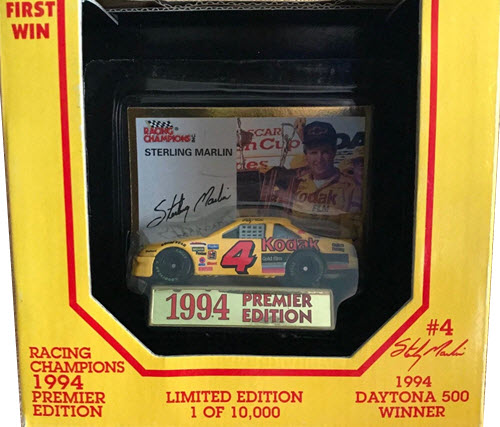 FIRST
WIN
RACING
CHAMPIONS
STERLING MARLIN
Sterling Marlin
4
Kodak
1994 PREMIER
EDITION
RACING
CHAMPIONS
1994
PREMIER
EDITION
LIMITED EDITION
1 OF 10,000
#4
Sterling Marlin
1994
DAYTONA 500
WINNER